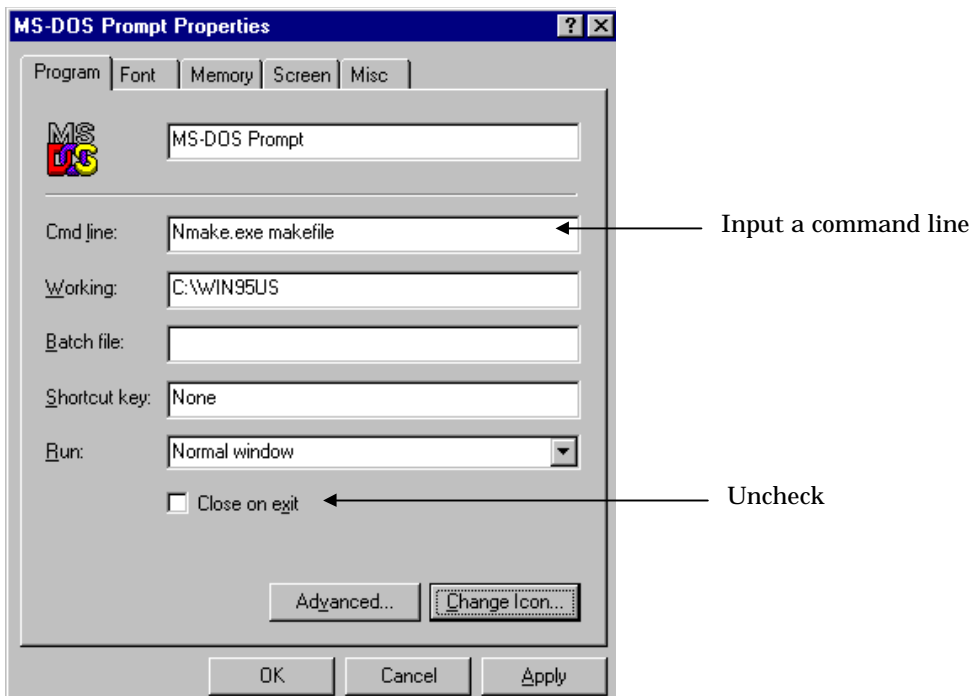 MS-DOS Prompt Properties
Program Font Memory Screen Misc
MS
DOS
MS-DOS Prompt
Cmd line: Nmake.exe makefile
Input a command line
Working: C:\WIN95US
Batch file:
Shortcut key: None
Run: Normal window
Close on exit
Uncheck
Advanced... Change Icon...
OK Cancel Apply